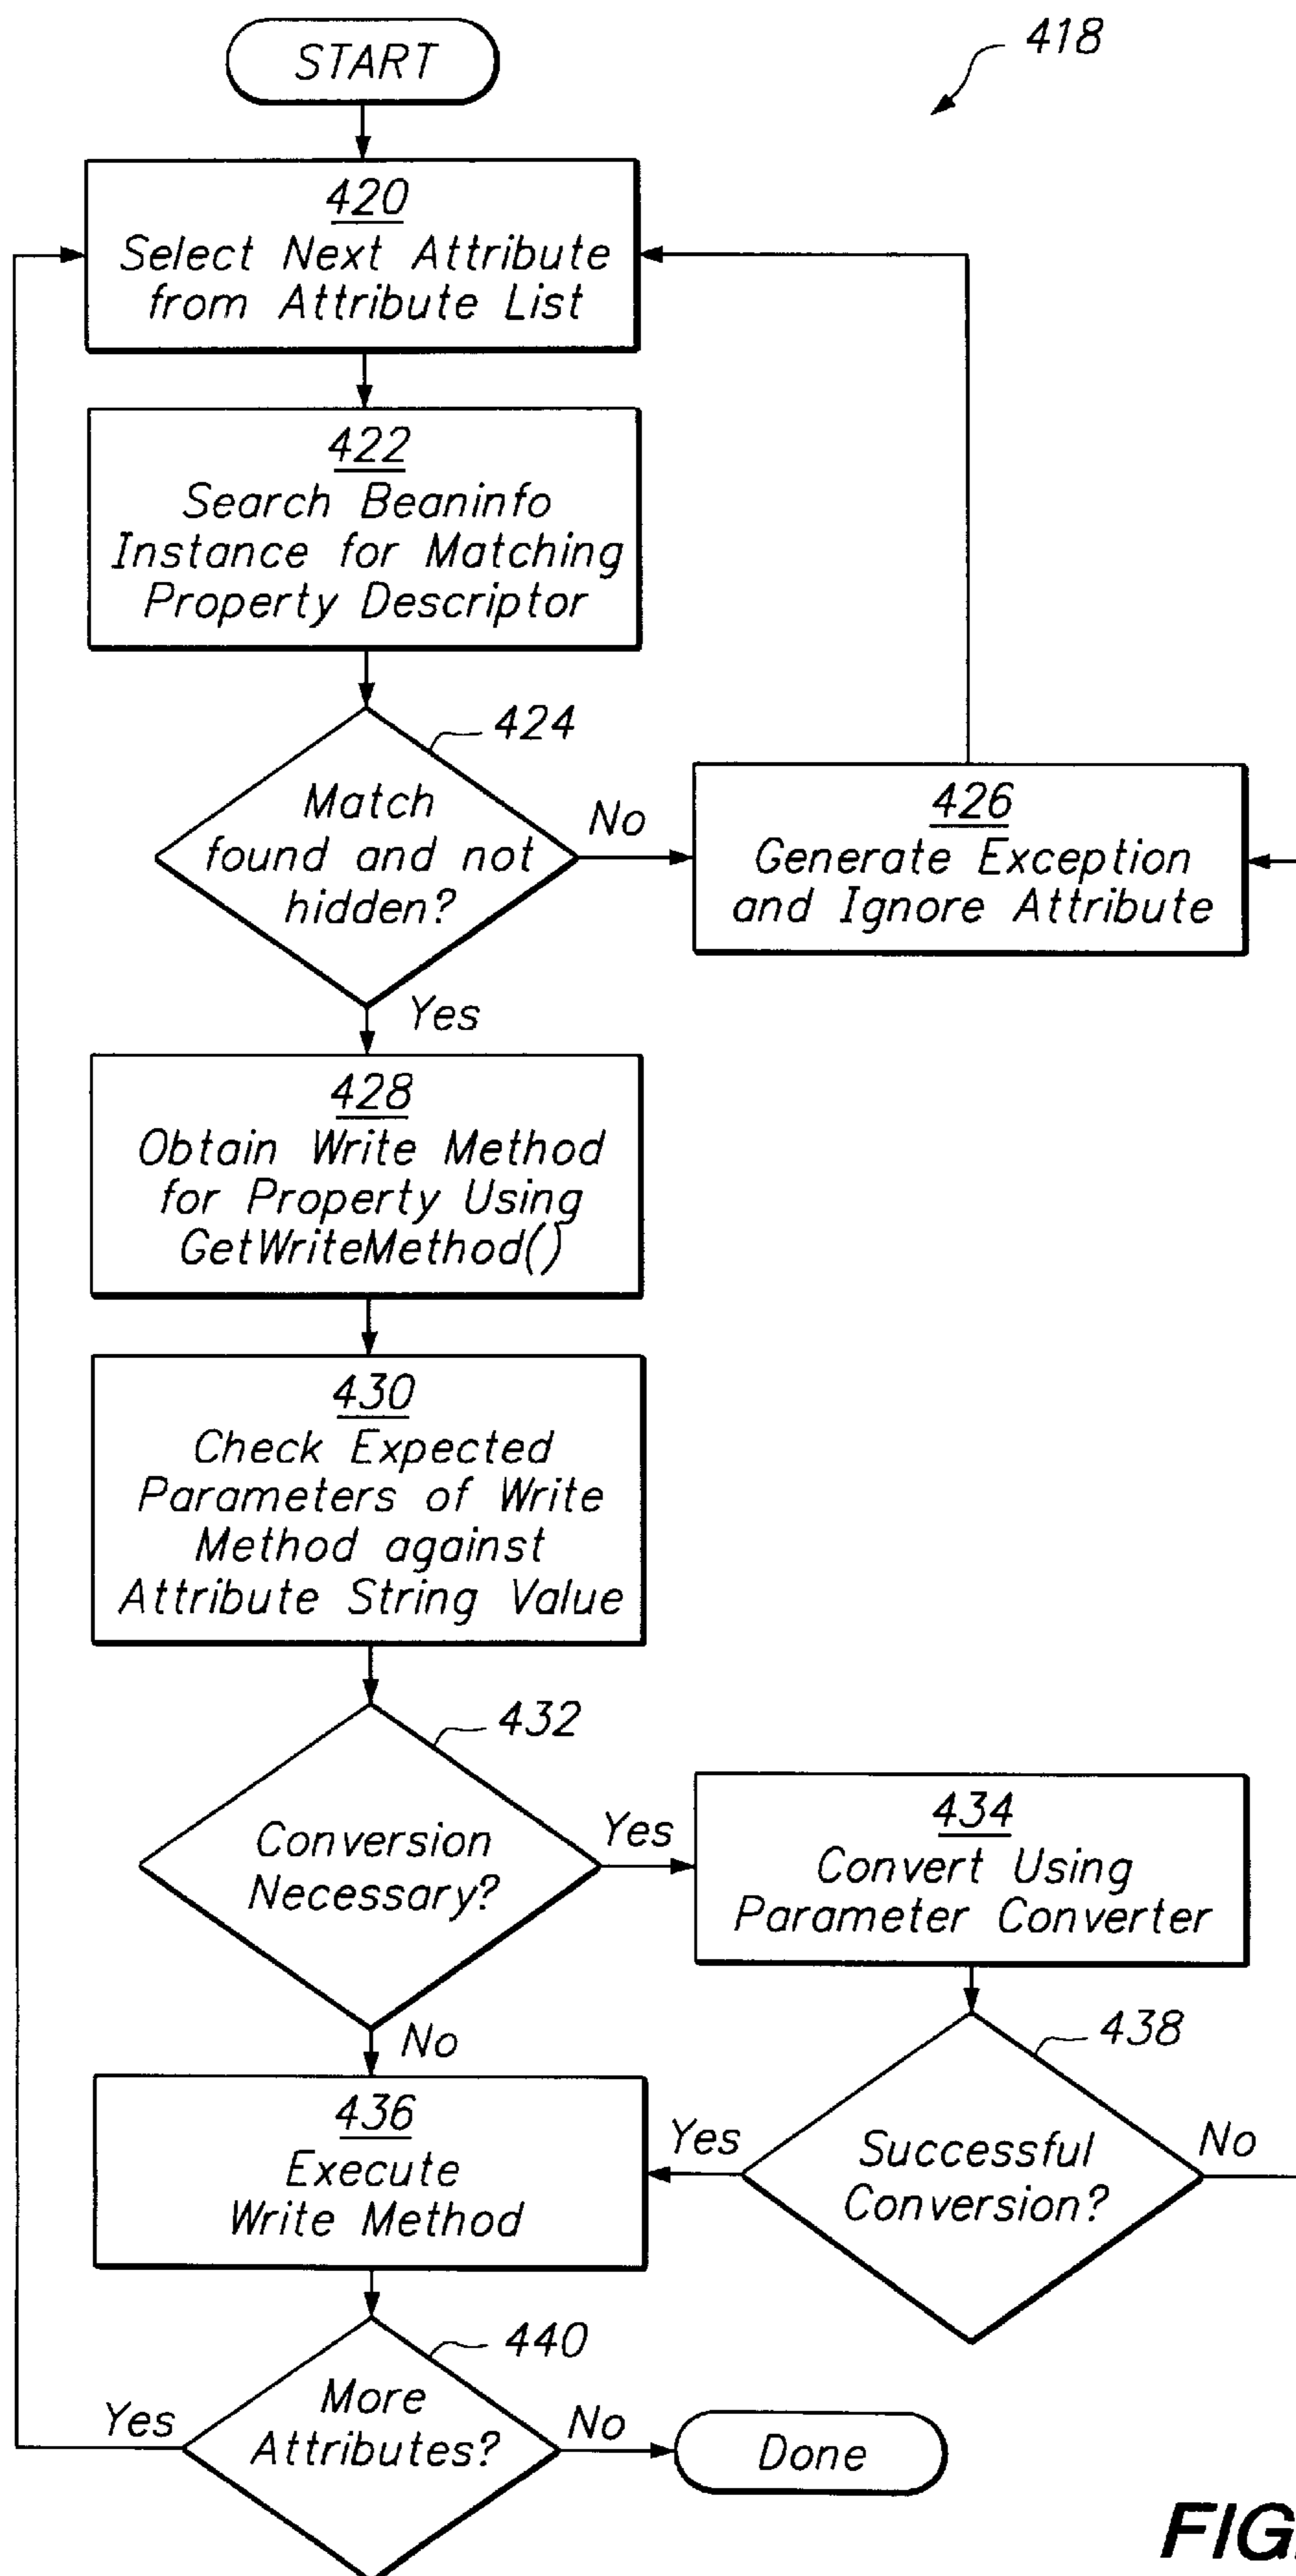 START
418
420
Select Next Attribute
from Attribute List
422
Search Beaninfo
Instance for Matching
Property Descriptor
424
Match
found and not
hidden?
No
426
Generate Exception
and Ignore Attribute
Yes
428
Obtain Write Method
for Property Using
GetWriteMethod()
430
Check Expected
Parameters of Write
Method against
Attribute String Value
432
Conversion
Necessary?
Yes
434
Convert Using
Parameter Converter
No
438
436
Execute
Write Method
Yes
Successful
Conversion?
No
440
More
Attributes?
Yes
No
Done
FIG.